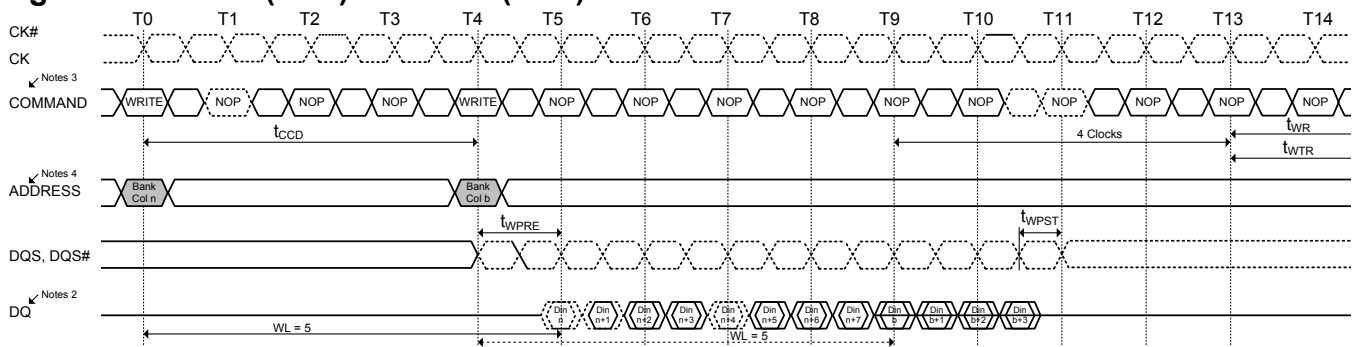 T0 T1 T2 T3 T4 T5 T6 T7 T8 T9 T10 T11 T12 T13 T14
CK#
CK
Notes 3
COMMAND WRITE NOP NOP NOP WRITE NOP NOP NOP NOP NOP NOP NOP NOP NOP NOP
tCCD 4 Clocks tWR
tWTR
Notes 4
ADDRESS Bank Col n Bank Col b
tWPRE tWPST
DQS, DQS#
Notes 2
DQ Din n Din n+1 Din n+2 Din n+3 Din n+4 Din n+5 Din n+6 Din n+7 Din b Din b+1 Din b+2 Din b+3
WL = 5 WL = 5